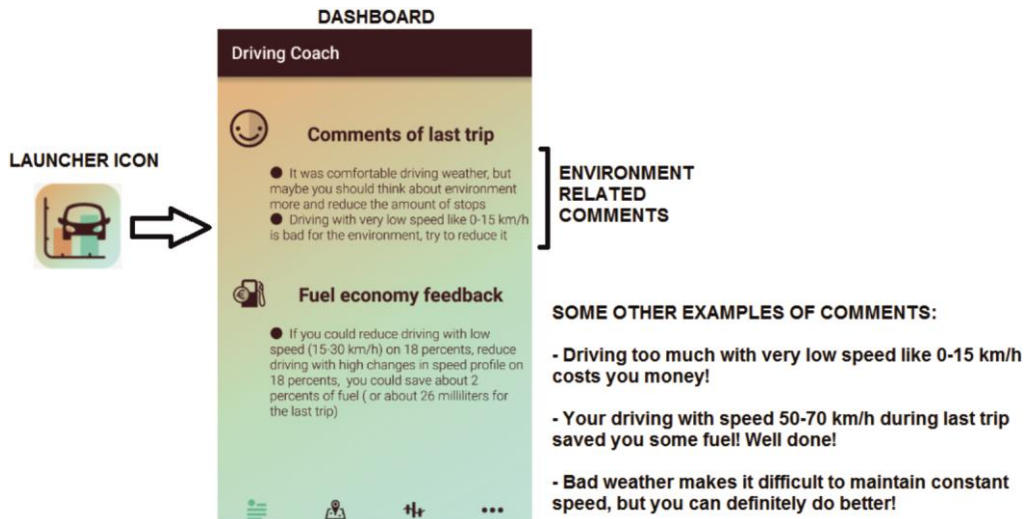 DASHBOARD
Driving Coach
LAUNCHER ICON
Comments of last trip
● It was comfortable driving weather, but
maybe you should think about environment
more and reduce the amount of stops
● Driving with very low speed like 0-15 km/h
is bad for the environment, try to reduce it
ENVIRONMENT
RELATED
COMMENTS
€
Fuel economy feedback
● If you could reduce driving with low
speed (15-30 km/h) on 18 percents, reduce
driving with high changes in speed profile on
18 percents, you could save about 2
percents of fuel ( or about 26 milliliters for
the last trip)
SOME OTHER EXAMPLES OF COMMENTS:
- Driving too much with very low speed like 0-15 km/h
costs you money!
- Your driving with speed 50-70 km/h during last trip
saved you some fuel! Well done!
- Bad weather makes it difficult to maintain constant
speed, but you can definitely do better!